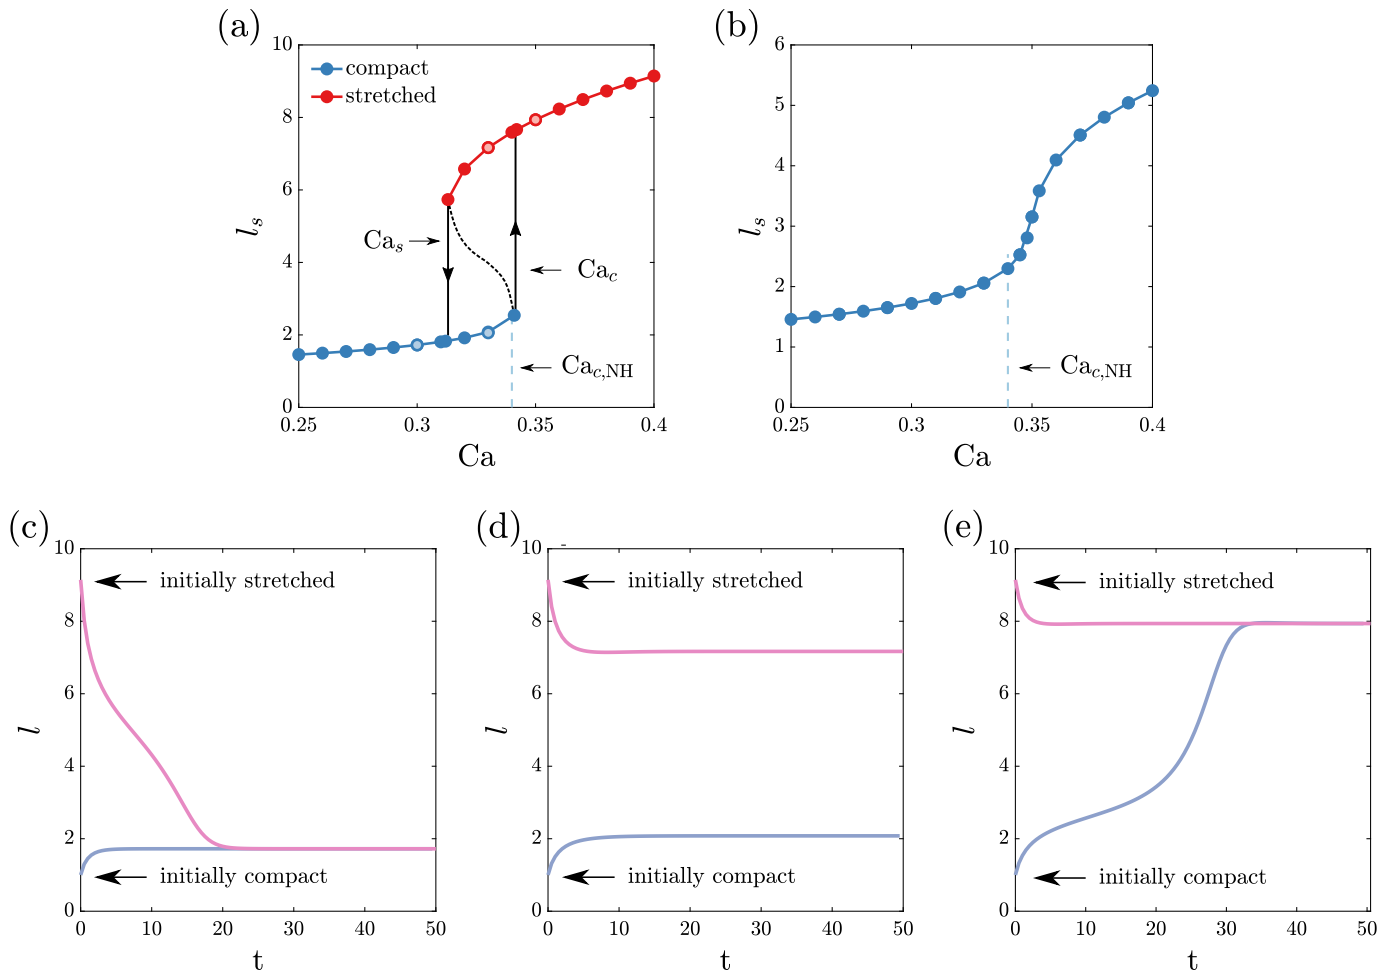 (a)
10
8
6
4
2
0
l_s
compact
stretched
Ca_s
Ca_c
Ca_{c,NH}
0.25
0.3
0.35
0.4
Ca
(b)
6
5
4
3
2
1
0
l_s
Ca_{c,NH}
0.25
0.3
0.35
0.4
Ca
(c)
10
8
6
4
2
0
l
initially stretched
initially compact
0
10
20
30
40
50
t
(d)
10
8
6
4
2
0
l
initially stretched
initially compact
0
10
20
30
40
50
t
(e)
10
8
6
4
2
0
l
initially stretched
initially compact
0
10
20
30
40
50
t